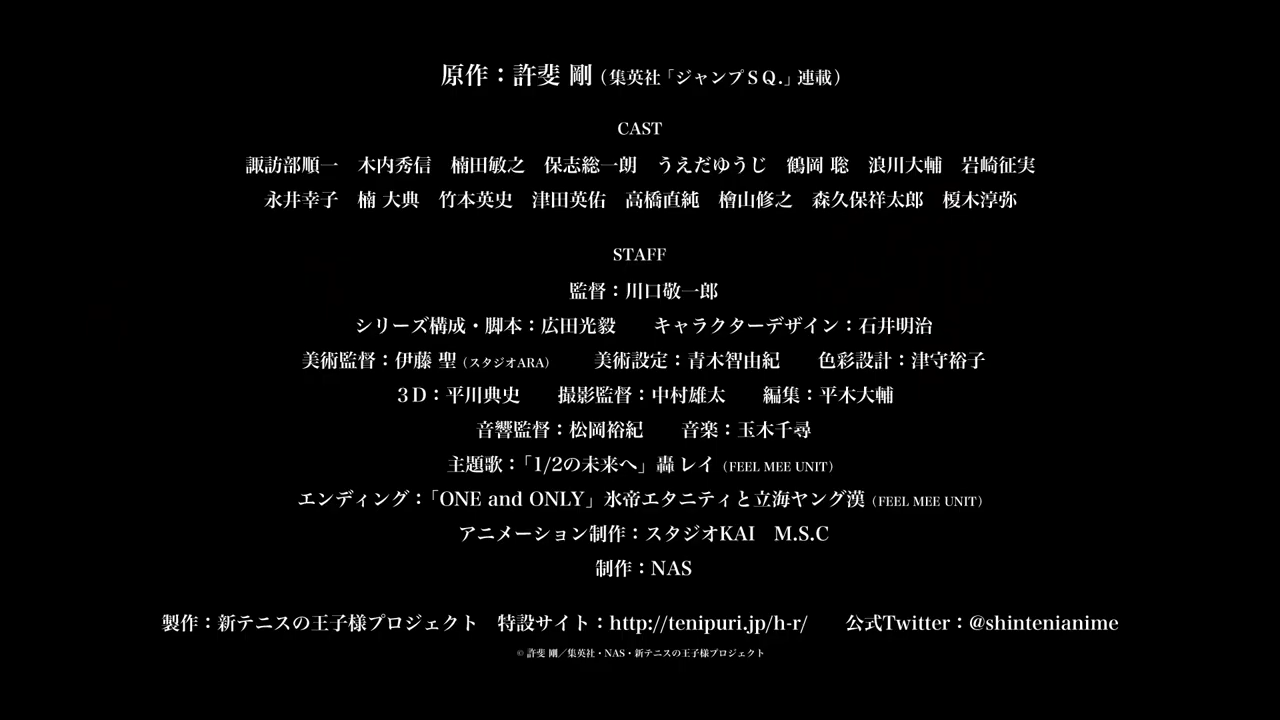 原作：許斐 剛（集英社「ジャンプＳＱ.」連載）
CAST
諏訪部順一　木内秀信　楠田敏之　保志総一朗　うえだゆうじ　鶴岡 聡　浪川大輔　岩崎征実
永井幸子　楠 大典　竹本英史　津田英佑　高橋直純　檜山修之　森久保祥太郎　榎木淳弥
STAFF
監督：川口敬一郎
シリーズ構成・脚本：広田光毅　　キャラクターデザイン：石井明治
美術監督：伊藤 聖（スタジオARA）　　美術設定：青木智由紀　　色彩設計：津守裕子
３Ｄ：平川典史　　撮影監督：中村雄太　　編集：平木大輔
音響監督：松岡裕紀　　音楽：玉木千尋
主題歌：「1/2の未来へ」轟 レイ（FEEL MEE UNIT）
エンディング：「ONE and ONLY」氷帝エタニティと立海ヤング漢（FEEL MEE UNIT）
アニメーション制作：スタジオKAI　M.S.C
制作：NAS
製作：新テニスの王子様プロジェクト　特設サイト：http://tenipuri.jp/h-r/　　公式Twitter：@shintenianime
© 許斐 剛／集英社・NAS・新テニスの王子様プロジェクト